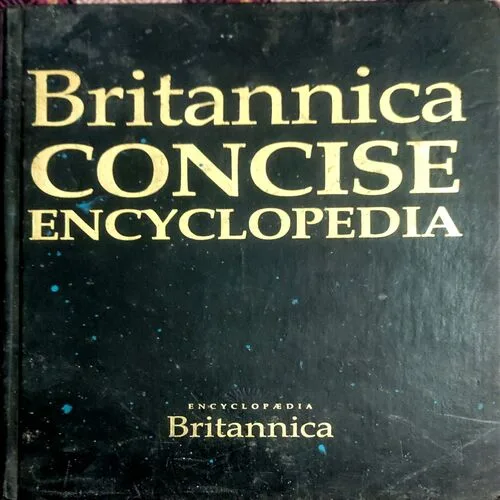 Britannica
CONCISE
ENCYCLOPEDIA
ENCYCLOPÆDIA
Britannica